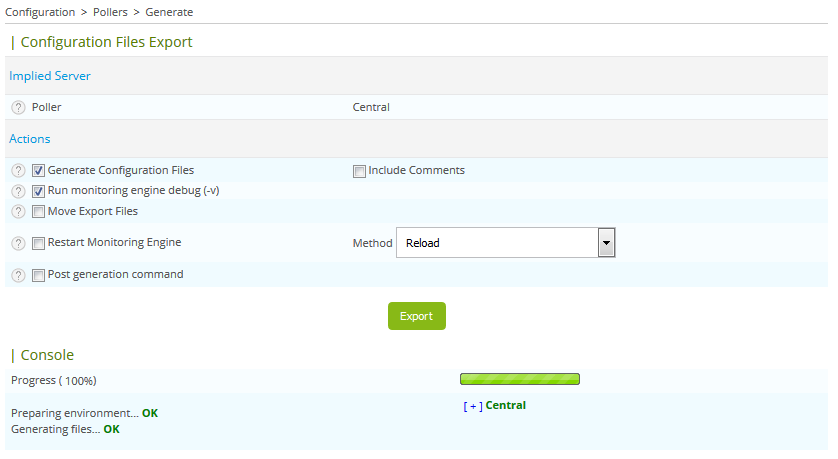 Configuration > Pollers > Generate
| Configuration Files Export
Implied Server
? Poller Central
Actions
? Generate Configuration Files Include Comments
? Run monitoring engine debug (-v)
? Move Export Files
? Restart Monitoring Engine Method Reload
? Post generation command
Export
| Console
Progress ( 100%)
[ + ] Central
Preparing environment... OK
Generating files... OK